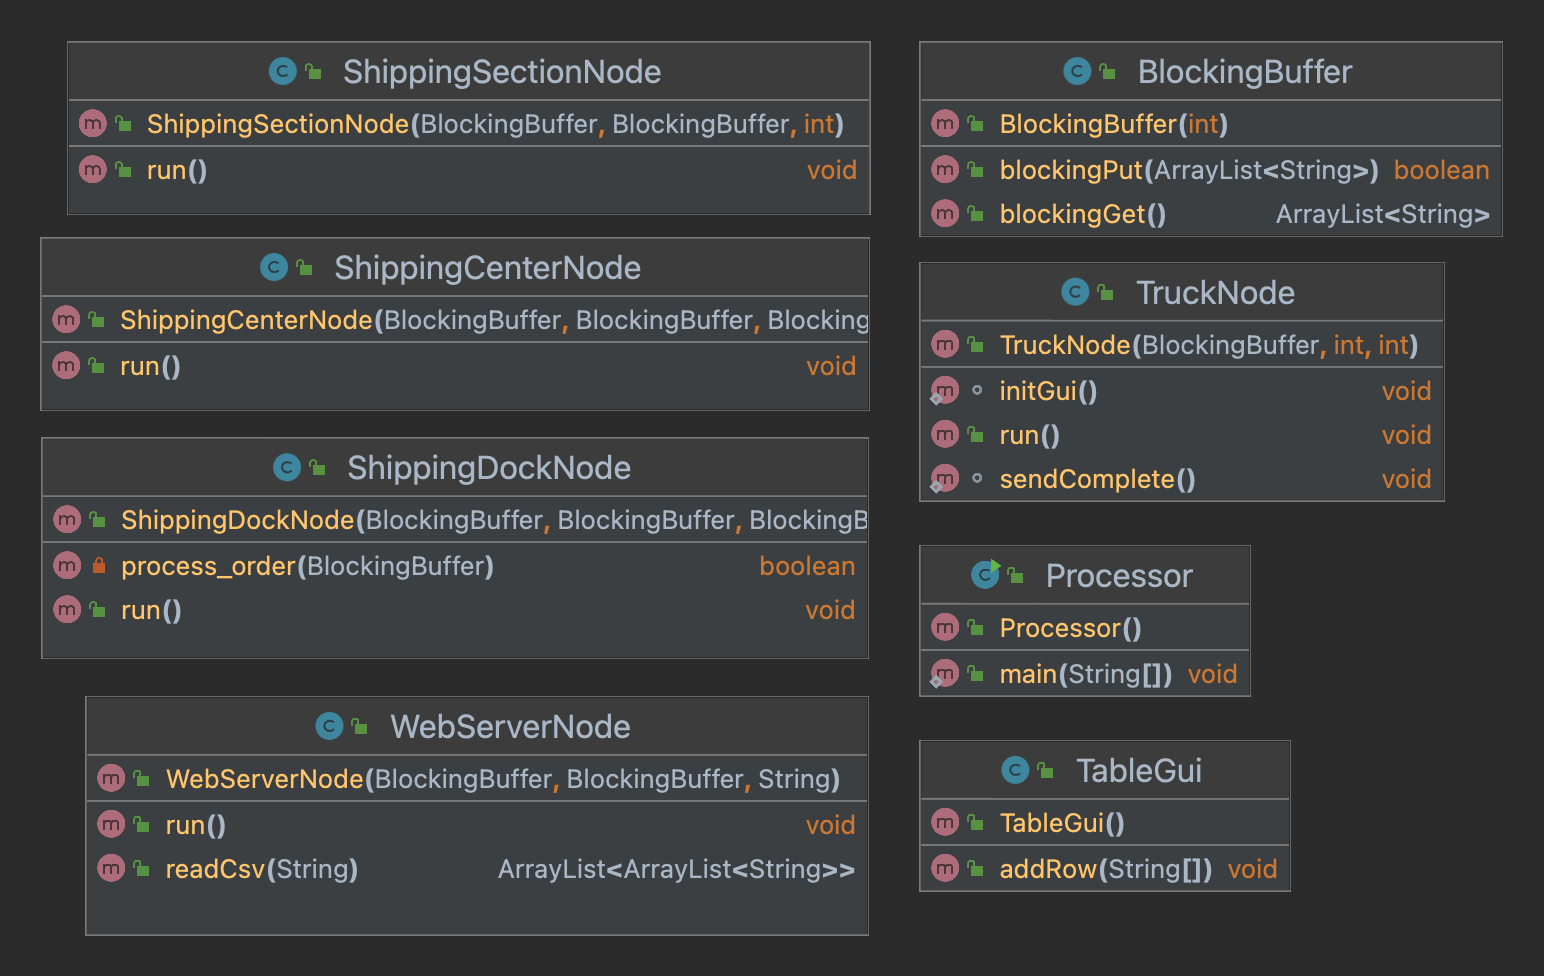 ShippingSectionNode
ShippingSectionNode(BlockingBuffer, BlockingBuffer, int)
run() void
ShippingCenterNode
ShippingCenterNode(BlockingBuffer, BlockingBuffer, Blocking
run() void
ShippingDockNode
ShippingDockNode(BlockingBuffer, BlockingBuffer, BlockingB
process_order(BlockingBuffer) boolean
run() void
WebServerNode
WebServerNode(BlockingBuffer, BlockingBuffer, String)
run() void
readCsv(String) ArrayList<ArrayList<String>>
BlockingBuffer
BlockingBuffer(int)
blockingPut(ArrayList<String>) boolean
blockingGet() ArrayList<String>
TruckNode
TruckNode(BlockingBuffer, int, int)
initGui() void
run() void
sendComplete() void
Processor
Processor()
main(String[]) void
TableGui
TableGui()
addRow(String[]) void